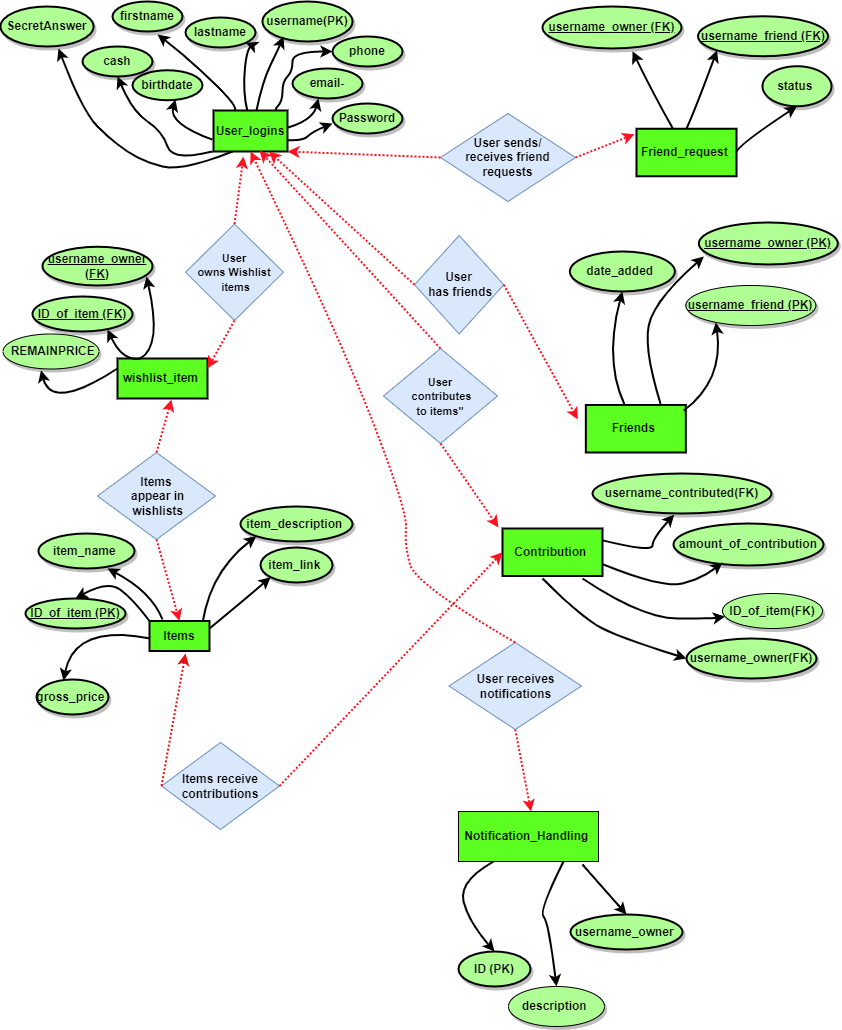 SecretAnswer
firstname
lastname
username(PK)
cash
birthdate
phone
email-
Password
User_logins
username_owner (FK)
username_friend (FK)
status
Friend_request
User sends/
receives friend
requests
User
owns Wishlist
items
User
has friends
username_owner
(FK)
ID_of_item (FK)
REMAINPRICE
wishlist_item
date_added
username_owner (PK)
username_friend (PK)
Friends
User
contributes
to items"
Items
appear in
wishlists
username_contributed(FK)
amount_of_contribution
ID_of_item(FK)
username_owner(FK)
Contribution
item_name
item_description
item_link
ID_of_item (PK)
gross_price
Items
User receives
notifications
Items receive
contributions
Notification_Handling
username_owner
ID (PK)
description